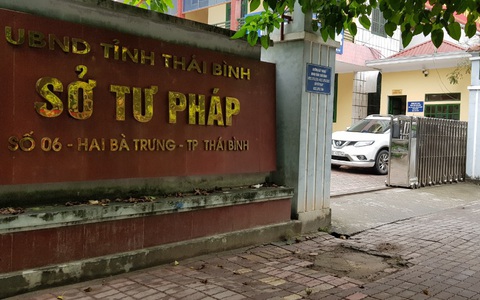 UBND TỈNH THÁI BÌNH
SỞ TƯ PHÁP
SỐ 06 - HAI BÀ TRƯNG - TP THÁI BÌNH